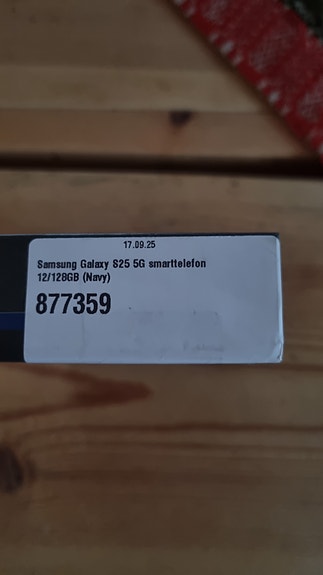 17.09.25
Samsung Galaxy S25 5G smarttelefon
12/128GB (Navy)
877359